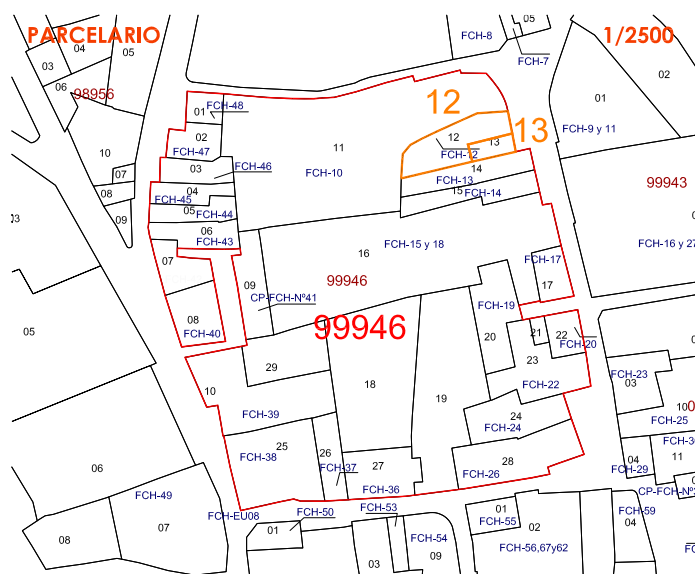 PARCELARIO
1/2500
05
FCH-8
05
04
03
06
98956
FCH-7
02
01
12
13
01
FCH-48
02
FCH-47
11
12
FCH-12
13
FCH-9 y 11
10
03
FCH-46
FCH-10
14
FCH-13
99943
07
08
04
FCH-45
05
FCH-44
15
FCH-14
09
06
FCH-43
FCH-15 y 18
16
FCH-16 y 27
07
09
99946
FCH-17
17
CP-FCH-Nº41
FCH-19
08
FCH-40
99946
05
20
21
22
FCH-20
29
23
FCH-22
FCH-23
03
10
18
19
10
FCH-39
24
FCH-24
FCH-25
25
FCH-38
26
FCH-37
27
FCH-36
28
FCH-26
04
FCH-29
11
06
FCH-49
FCH-EU08
FCH-50
FCH-53
01
FCH-55
FCH-59
04
08
07
01
03
FCH-54
09
02
FCH-56,67y62